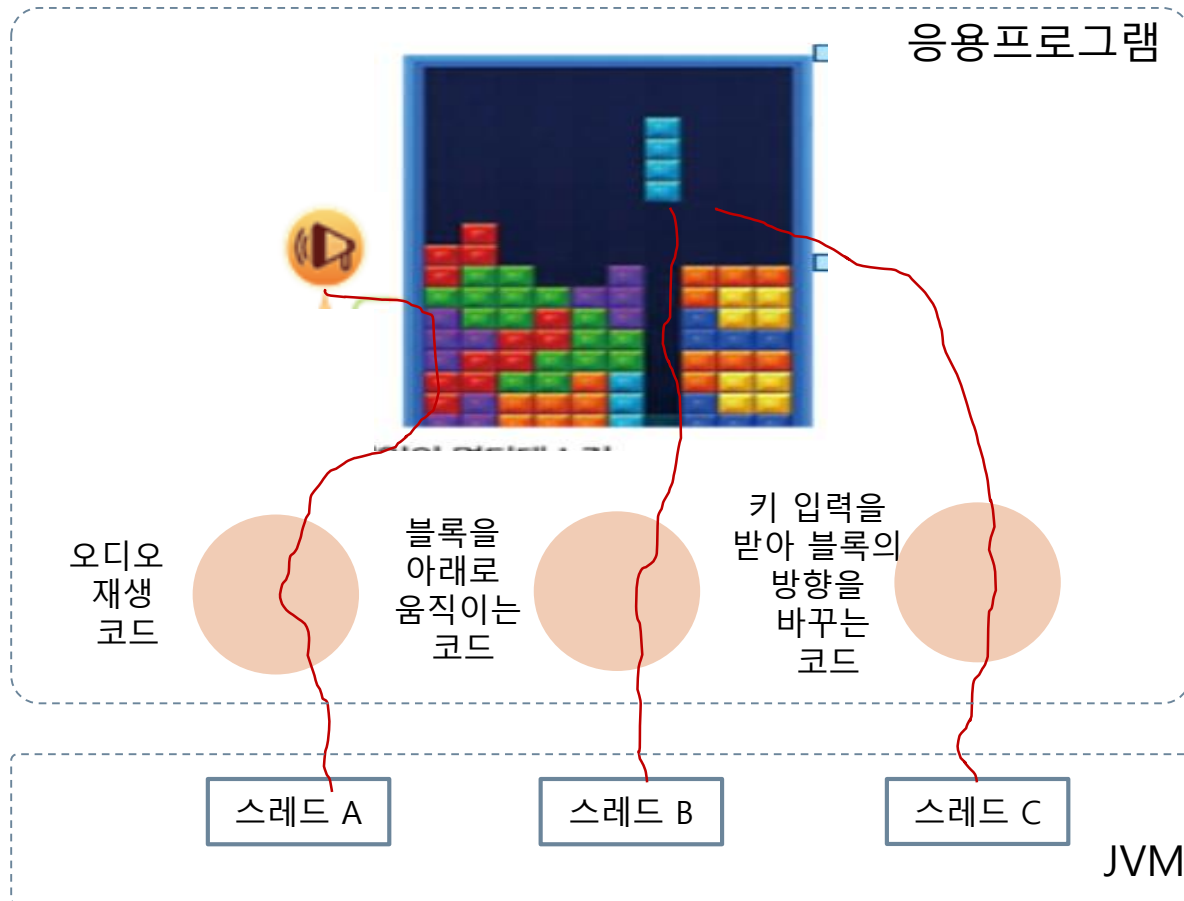 응용프로그램
오디오
재생
코드
블록을
아래로
움직이는
코드
키 입력을
받아 블록의
방향을
바꾸는
코드
스레드 A
스레드 B
스레드 C
JVM